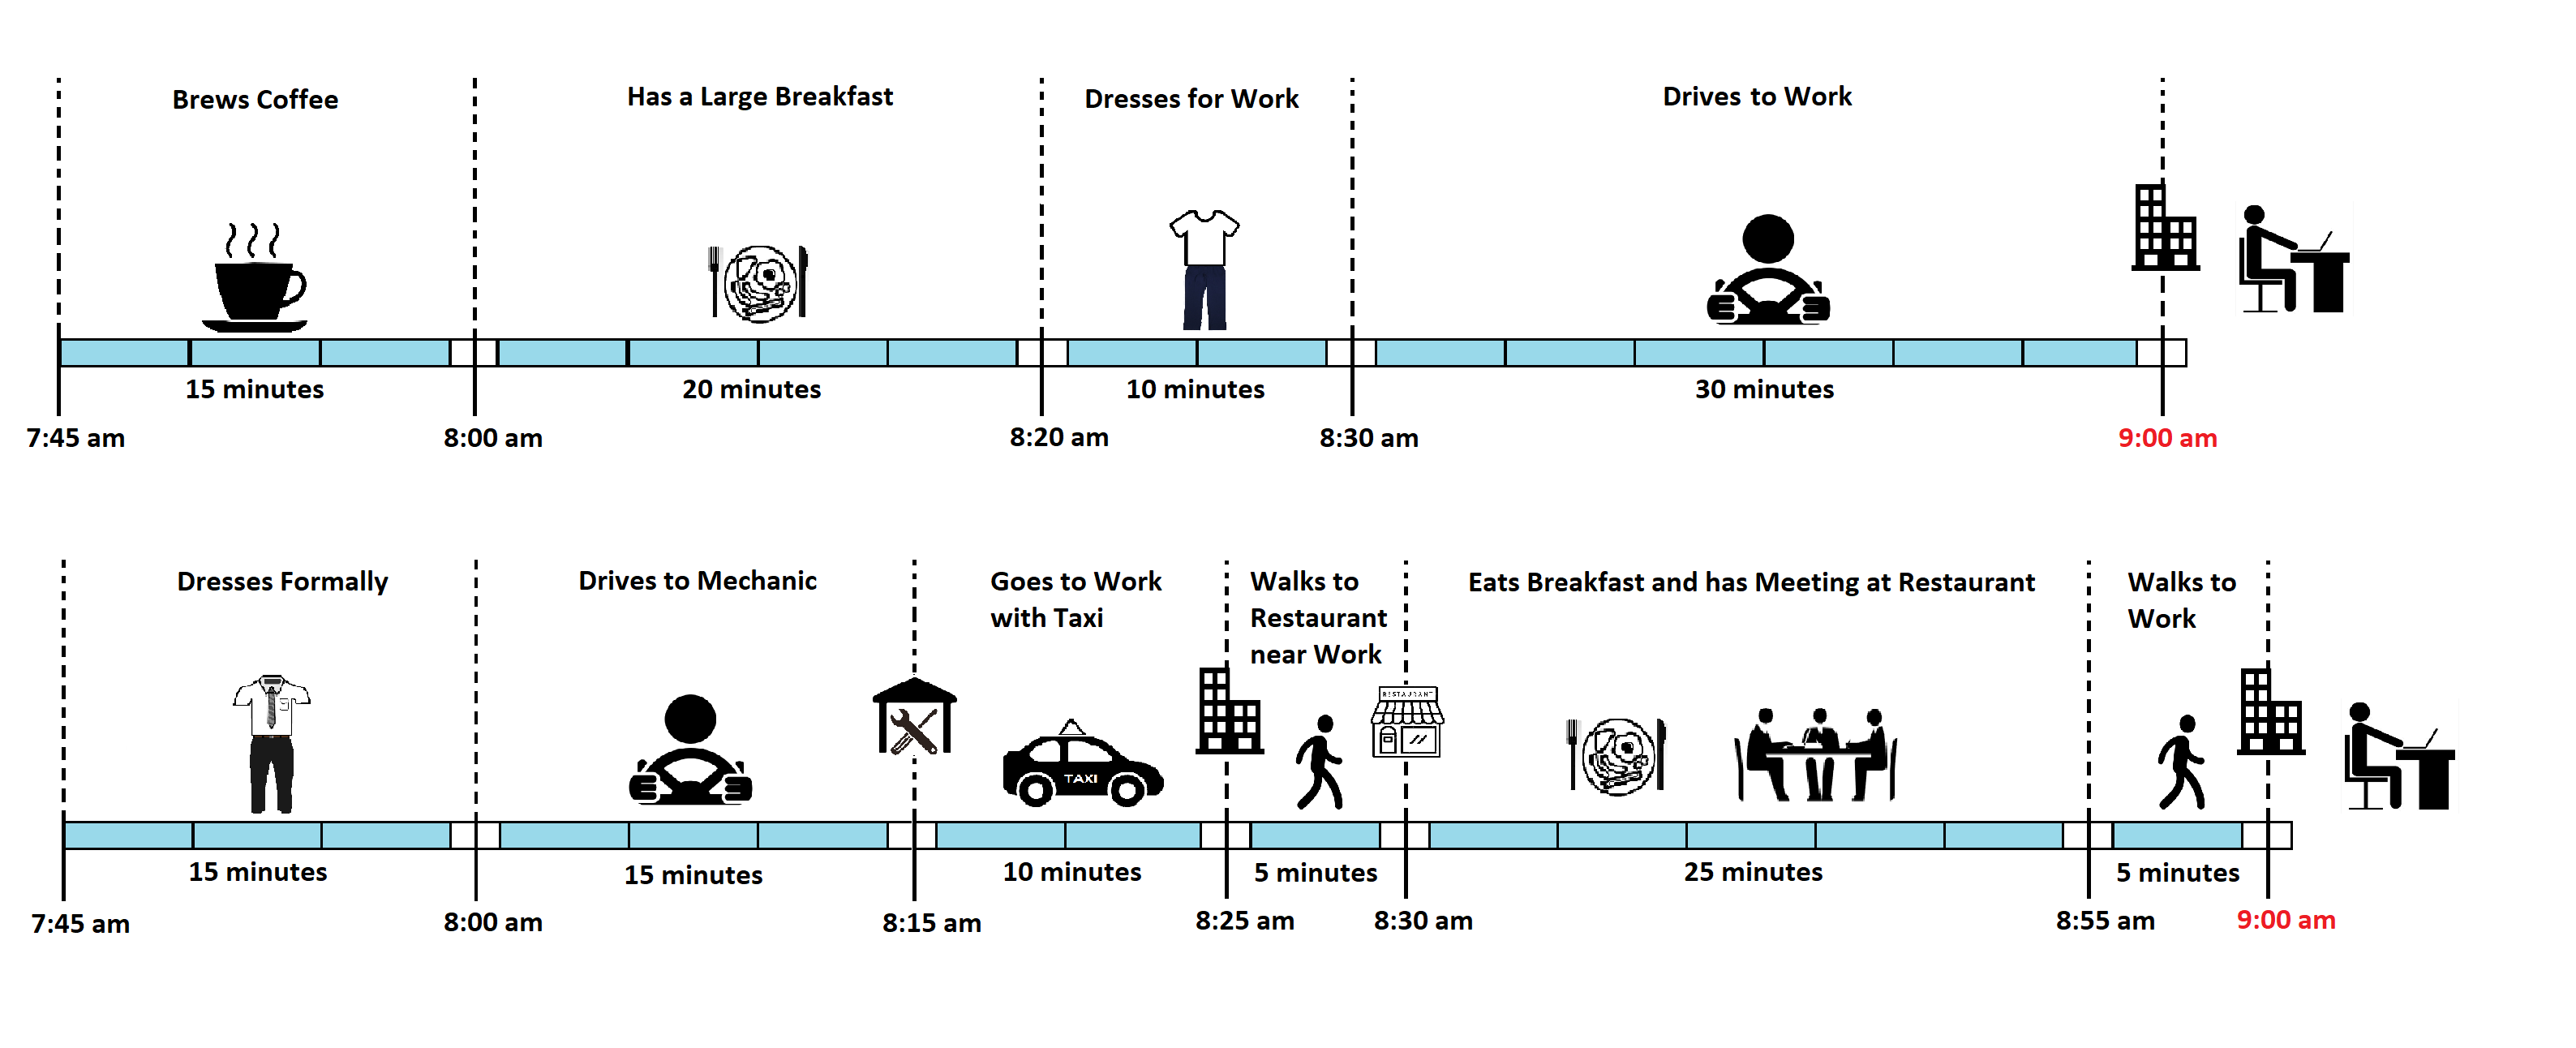 Brews Coffee
Has a Large Breakfast
Dresses for Work
Drives to Work
15 minutes
20 minutes
10 minutes
30 minutes
7:45 am
8:00 am
8:20 am
8:30 am
9:00 am
Dresses Formally
Drives to Mechanic
Goes to Work
with Taxi
Walks to
Restaurant
near Work
Eats Breakfast and has Meeting at Restaurant
Walks to
Work
RESTAURANT
TAXI
15 minutes
15 minutes
10 minutes
5 minutes
25 minutes
5 minutes
7:45 am
8:00 am
8:15 am
8:25 am
8:30 am
8:55 am
9:00 am